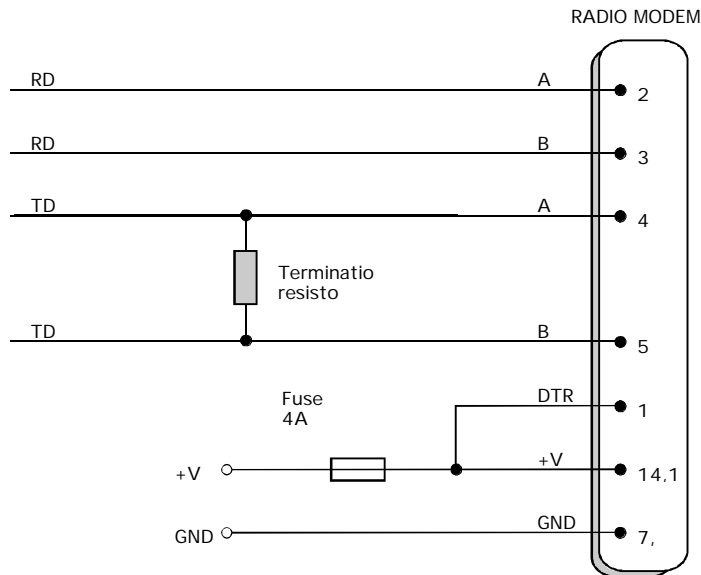 RADIO MODEM
RD A 2
RD B 3
TD A 4
Terminatio
resisto
TD B 5
Fuse
4A
DTR 1
+V +V 14,1
GND GND 7,